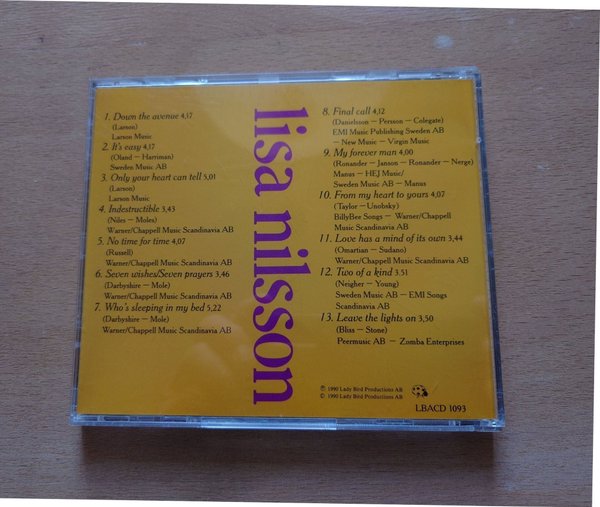 1. Down the avenue 4,17
(Larson)
Larson Music
2. It's easy 4,17
(Oland – Harriman)
Sweden Music AB
3. Only your heart can tell 5,01
(Larson)
Larson Music
4. Indestructible 3,43
(Niles – Moles)
Warner/Chappell Music Scandinavia AB
5. No time for time 4,07
(Russell)
Warner/Chappell Music Scandinavia AB
6. Seven wishes/Seven prayers 3,46
(Darbyshire – Mole)
Warner/Chappell Music Scandinavia AB
7. Who's sleeping in my bed 5,22
(Darbyshire – Mole)
Warner/Chappell Music Scandinavia AB
lisa nilsson
8. Final call 4,12
(Danielsson – Persson – Colegate)
EMI Music Publishing Sweden AB
– New Music – Virgin Music
9. My forever man 4,00
(Ronander – Janson – Ronander – Nerge)
Manus – HEJ Music/
Sweden Music AB – Manus
10. From my heart to yours 4,07
(Taylor – Unobsky)
BillyBee Songs – Warner/Chappell
Music Scandinavia AB
11. Love has a mind of its own 3,44
(Omartian – Sudano)
Warner/Chappell Music Scandinavia AB
12. Two of a kind 3.51
(Neigher – Young)
Sweden Music AB – EMI Songs
Scandinavia AB
13. Leave the lights on 3,50
(Bliss – Stone)
Peermusic AB – Zomba Enterprises
℗ 1990 Lady Bird Productions AB
© 1990 Lady Bird Productions AB
LBACD 1093